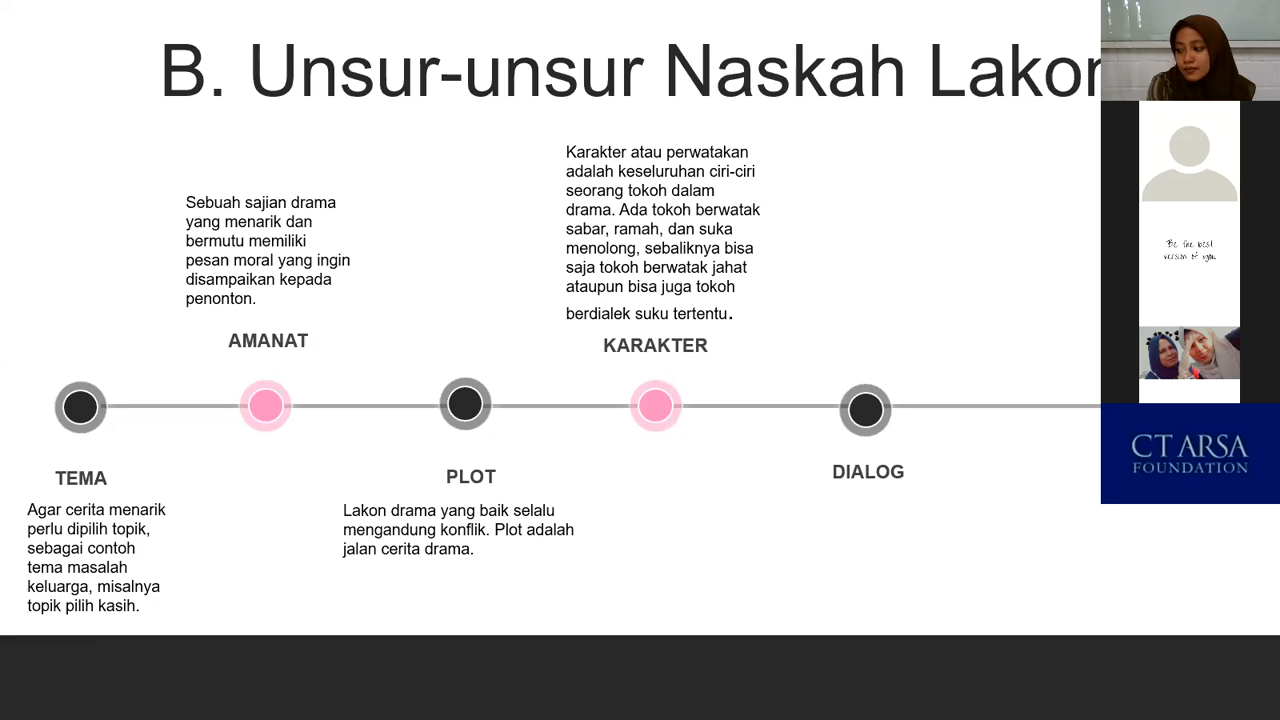 B. Unsur-unsur Naskah Lakon
Sebuah sajian drama
yang menarik dan
bermutu memiliki
pesan moral yang ingin
disampaikan kepada
penonton.
AMANAT
Karakter atau perwatakan
adalah keseluruhan ciri-ciri
seorang tokoh dalam
drama. Ada tokoh berwatak
sabar, ramah, dan suka
menolong, sebaliknya bisa
saja tokoh berwatak jahat
ataupun bisa juga tokoh
berdialek suku tertentu.
KARAKTER
TEMA
Agar cerita menarik
perlu dipilih topik,
sebagai contoh
tema masalah
keluarga, misalnya
topik pilih kasih.
PLOT
Lakon drama yang baik selalu
mengandung konflik. Plot adalah
jalan cerita drama.
DIALOG
Be the best
version of you
CT ARSA
FOUNDATION